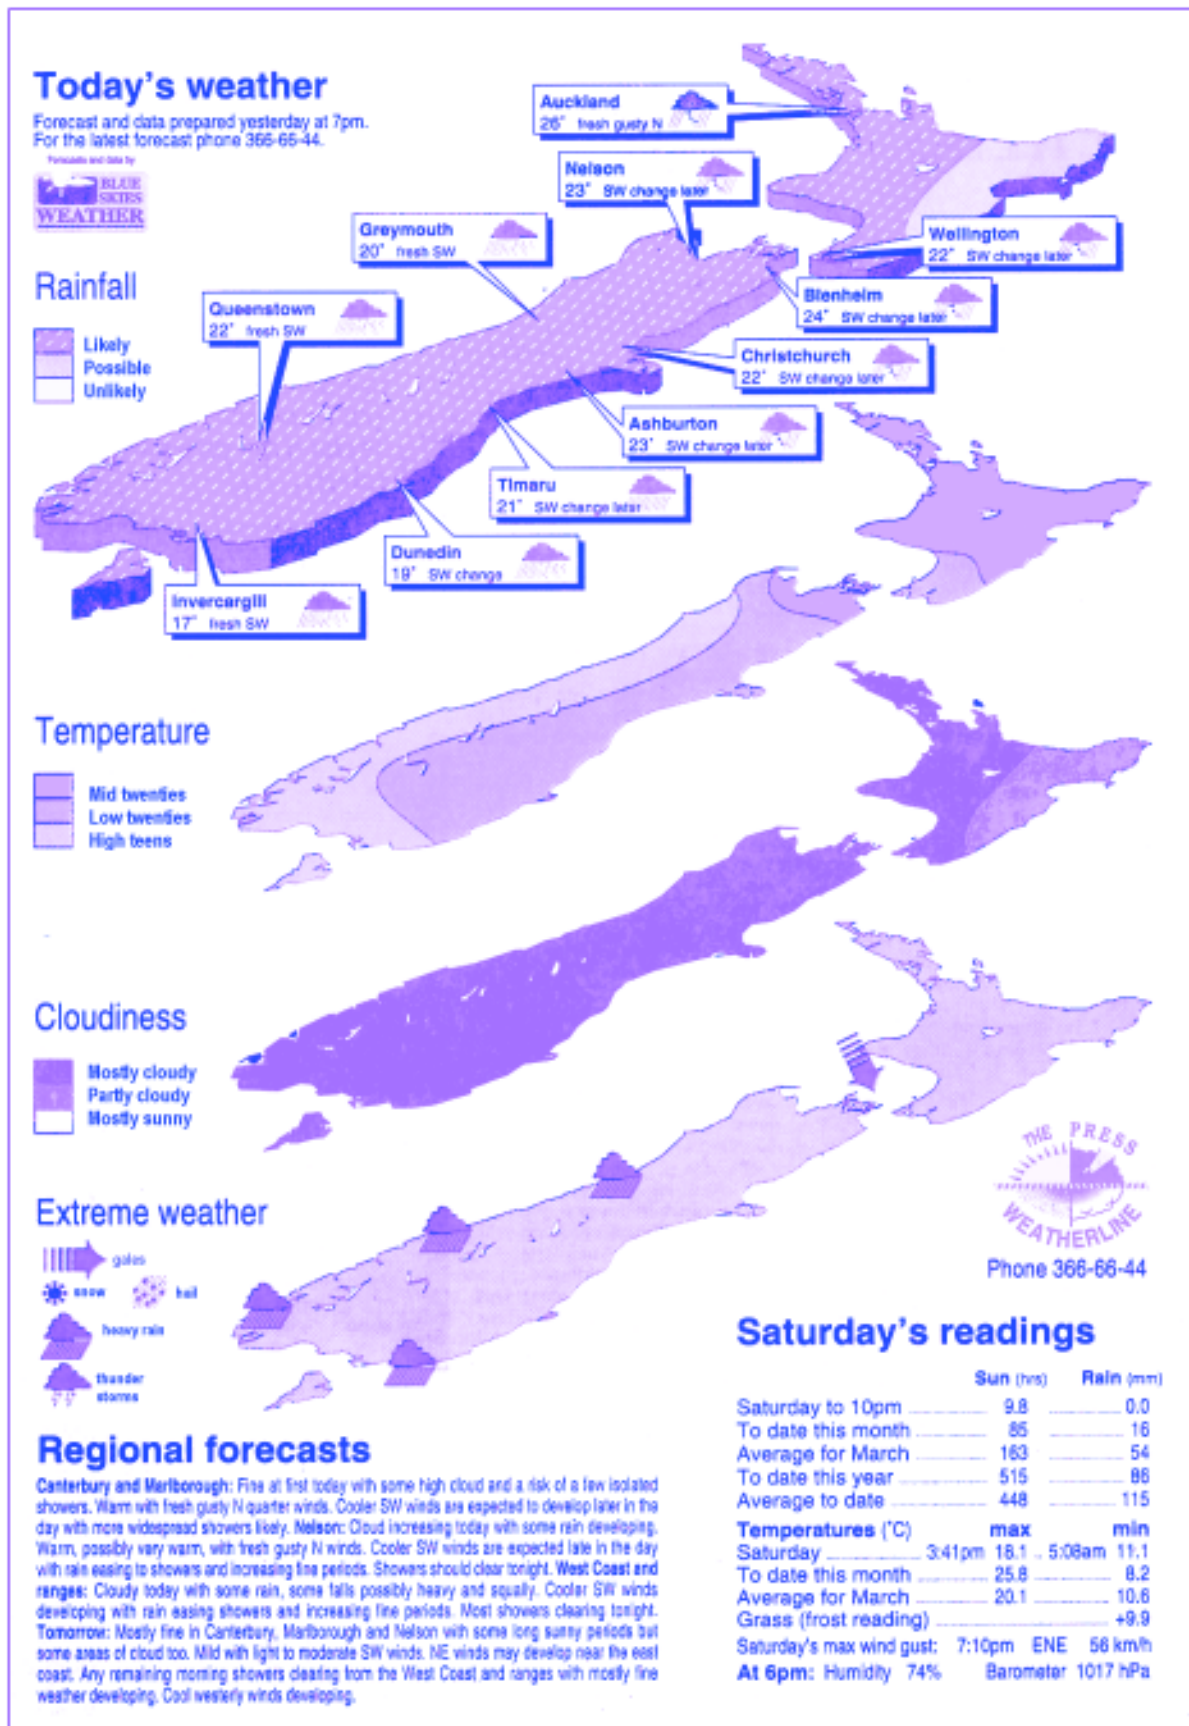 Today's weather
Forecast and data prepared yesterday at 7pm.
For the latest forecast phone 366-66-44.
Forecasts and data by
BLUE
SKIES
WEATHER
Auckland
26° fresh gusty N
Nelson
23° SW change later
Greymouth
20° fresh SW
Wellington
22° SW change later
Queenstown
22° fresh SW
Blenheim
24° SW change later
Christchurch
22° SW change later
Ashburton
23° SW change later
Timaru
21° SW change later
Dunedin
19° SW change
Invercargill
17° fresh SW
Rainfall
Likely
Possible
Unlikely
Temperature
Mid twenties
Low twenties
High teens
Cloudiness
Mostly cloudy
Partly cloudy
Mostly sunny
Extreme weather
gales
snow hail
heavy rain
thunder
storms
THE PRESS
WEATHERLINE
Phone 366-66-44
Regional forecasts
Canterbury and Marlborough: Fine at first today with some high cloud and a risk of a few isolated
showers. Warm with fresh gusty N quarter winds. Cooler SW winds are expected to develop later in the
day with more widespread showers likely. Nelson: Cloud increasing today with some rain developing.
Warm, possibly very warm, with fresh gusty N winds. Cooler SW winds are expected late in the day
with rain easing to showers and increasing fine periods. Showers should clear tonight. West Coast and
ranges: Cloudy today with some rain, some falls possibly heavy and squally. Cooler SW winds
developing with rain easing showers and increasing fine periods. Most showers clearing tonight.
Tomorrow: Mostly fine in Canterbury, Marlborough and Nelson with some long sunny periods but
some areas of cloud too. Mild with light to moderate SW winds. NE winds may develop near the east
coast. Any remaining morning showers clearing from the West Coast and ranges with mostly fine
weather developing. Cool westerly winds developing.
Saturday's readings
Sun (hrs) Rain (mm)
Saturday to 10pm 9.8 0.0
To date this month 85 16
Average for March 163 54
To date this year 515 86
Average to date 448 115
Temperatures (°C) max min
Saturday 3:41pm 18.1 5:08am 11.1
To date this month 25.8 8.2
Average for March 20.1 10.6
Grass (frost reading) +9.9
Saturday's max wind gust: 7:10pm ENE 56 km/h
At 6pm: Humidity 74% Barometer 1017 hPa